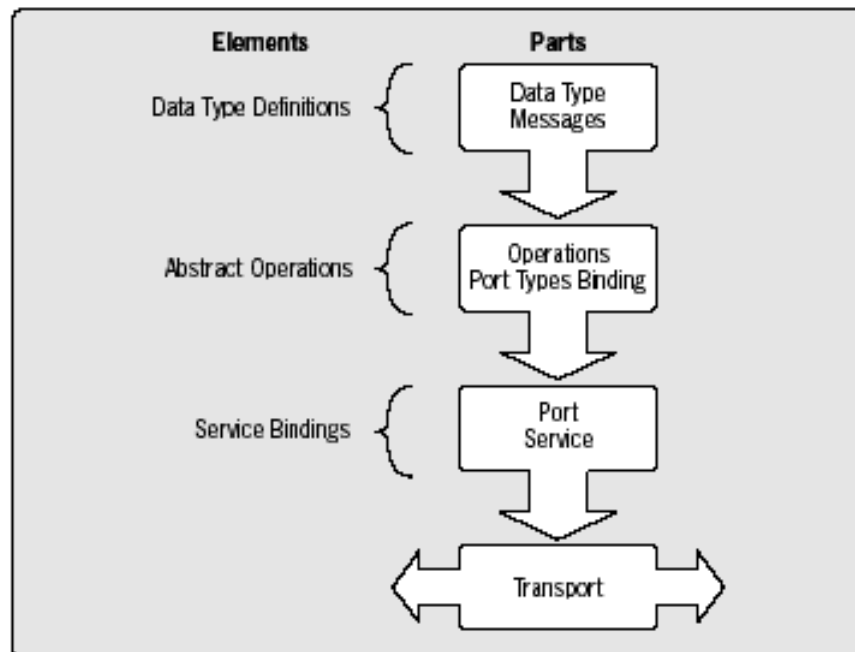 Elements
Parts
Data Type Definitions
Data Type
Messages
Abstract Operations
Operations
Port Types Binding
Service Bindings
Port
Service
Transport